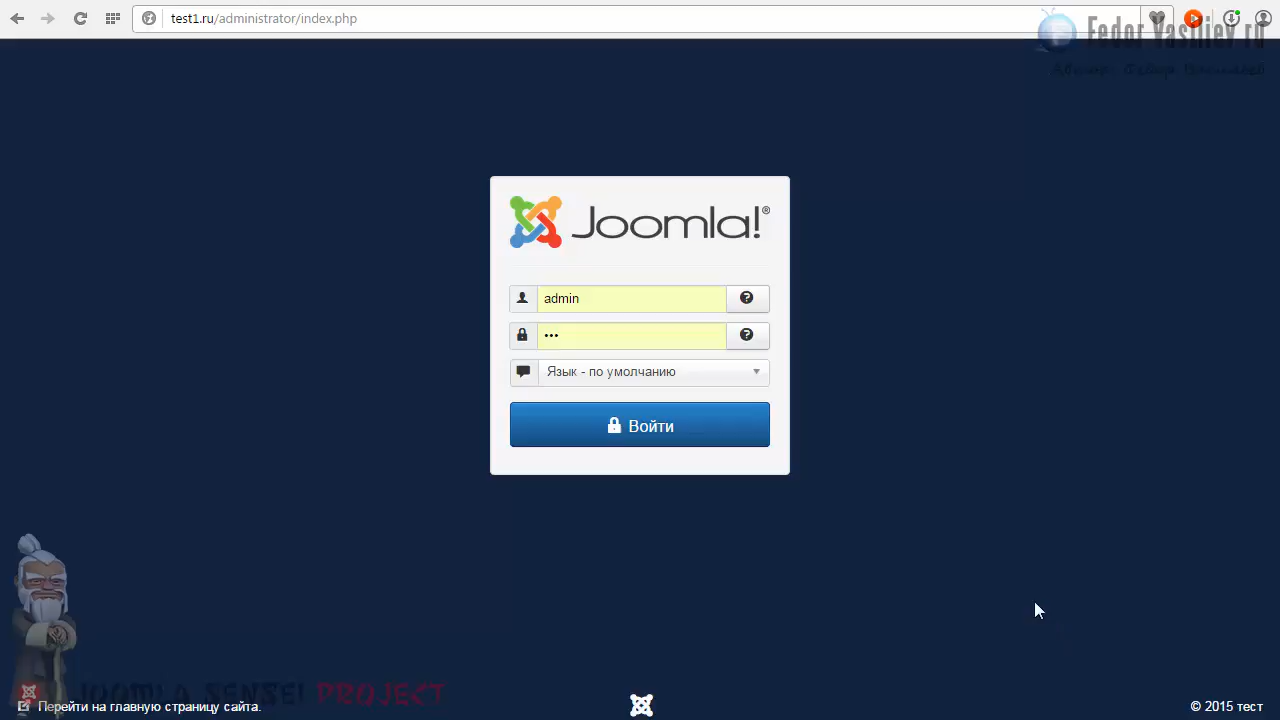 test1.ru/administrator/index.php
Fedor Vasiliev.ru
Joomla!®
admin
Язык - по умолчанию
Войти
JOOMLA SENSEI PROJECT
Перейти на главную страницу сайта.
© 2015 тест